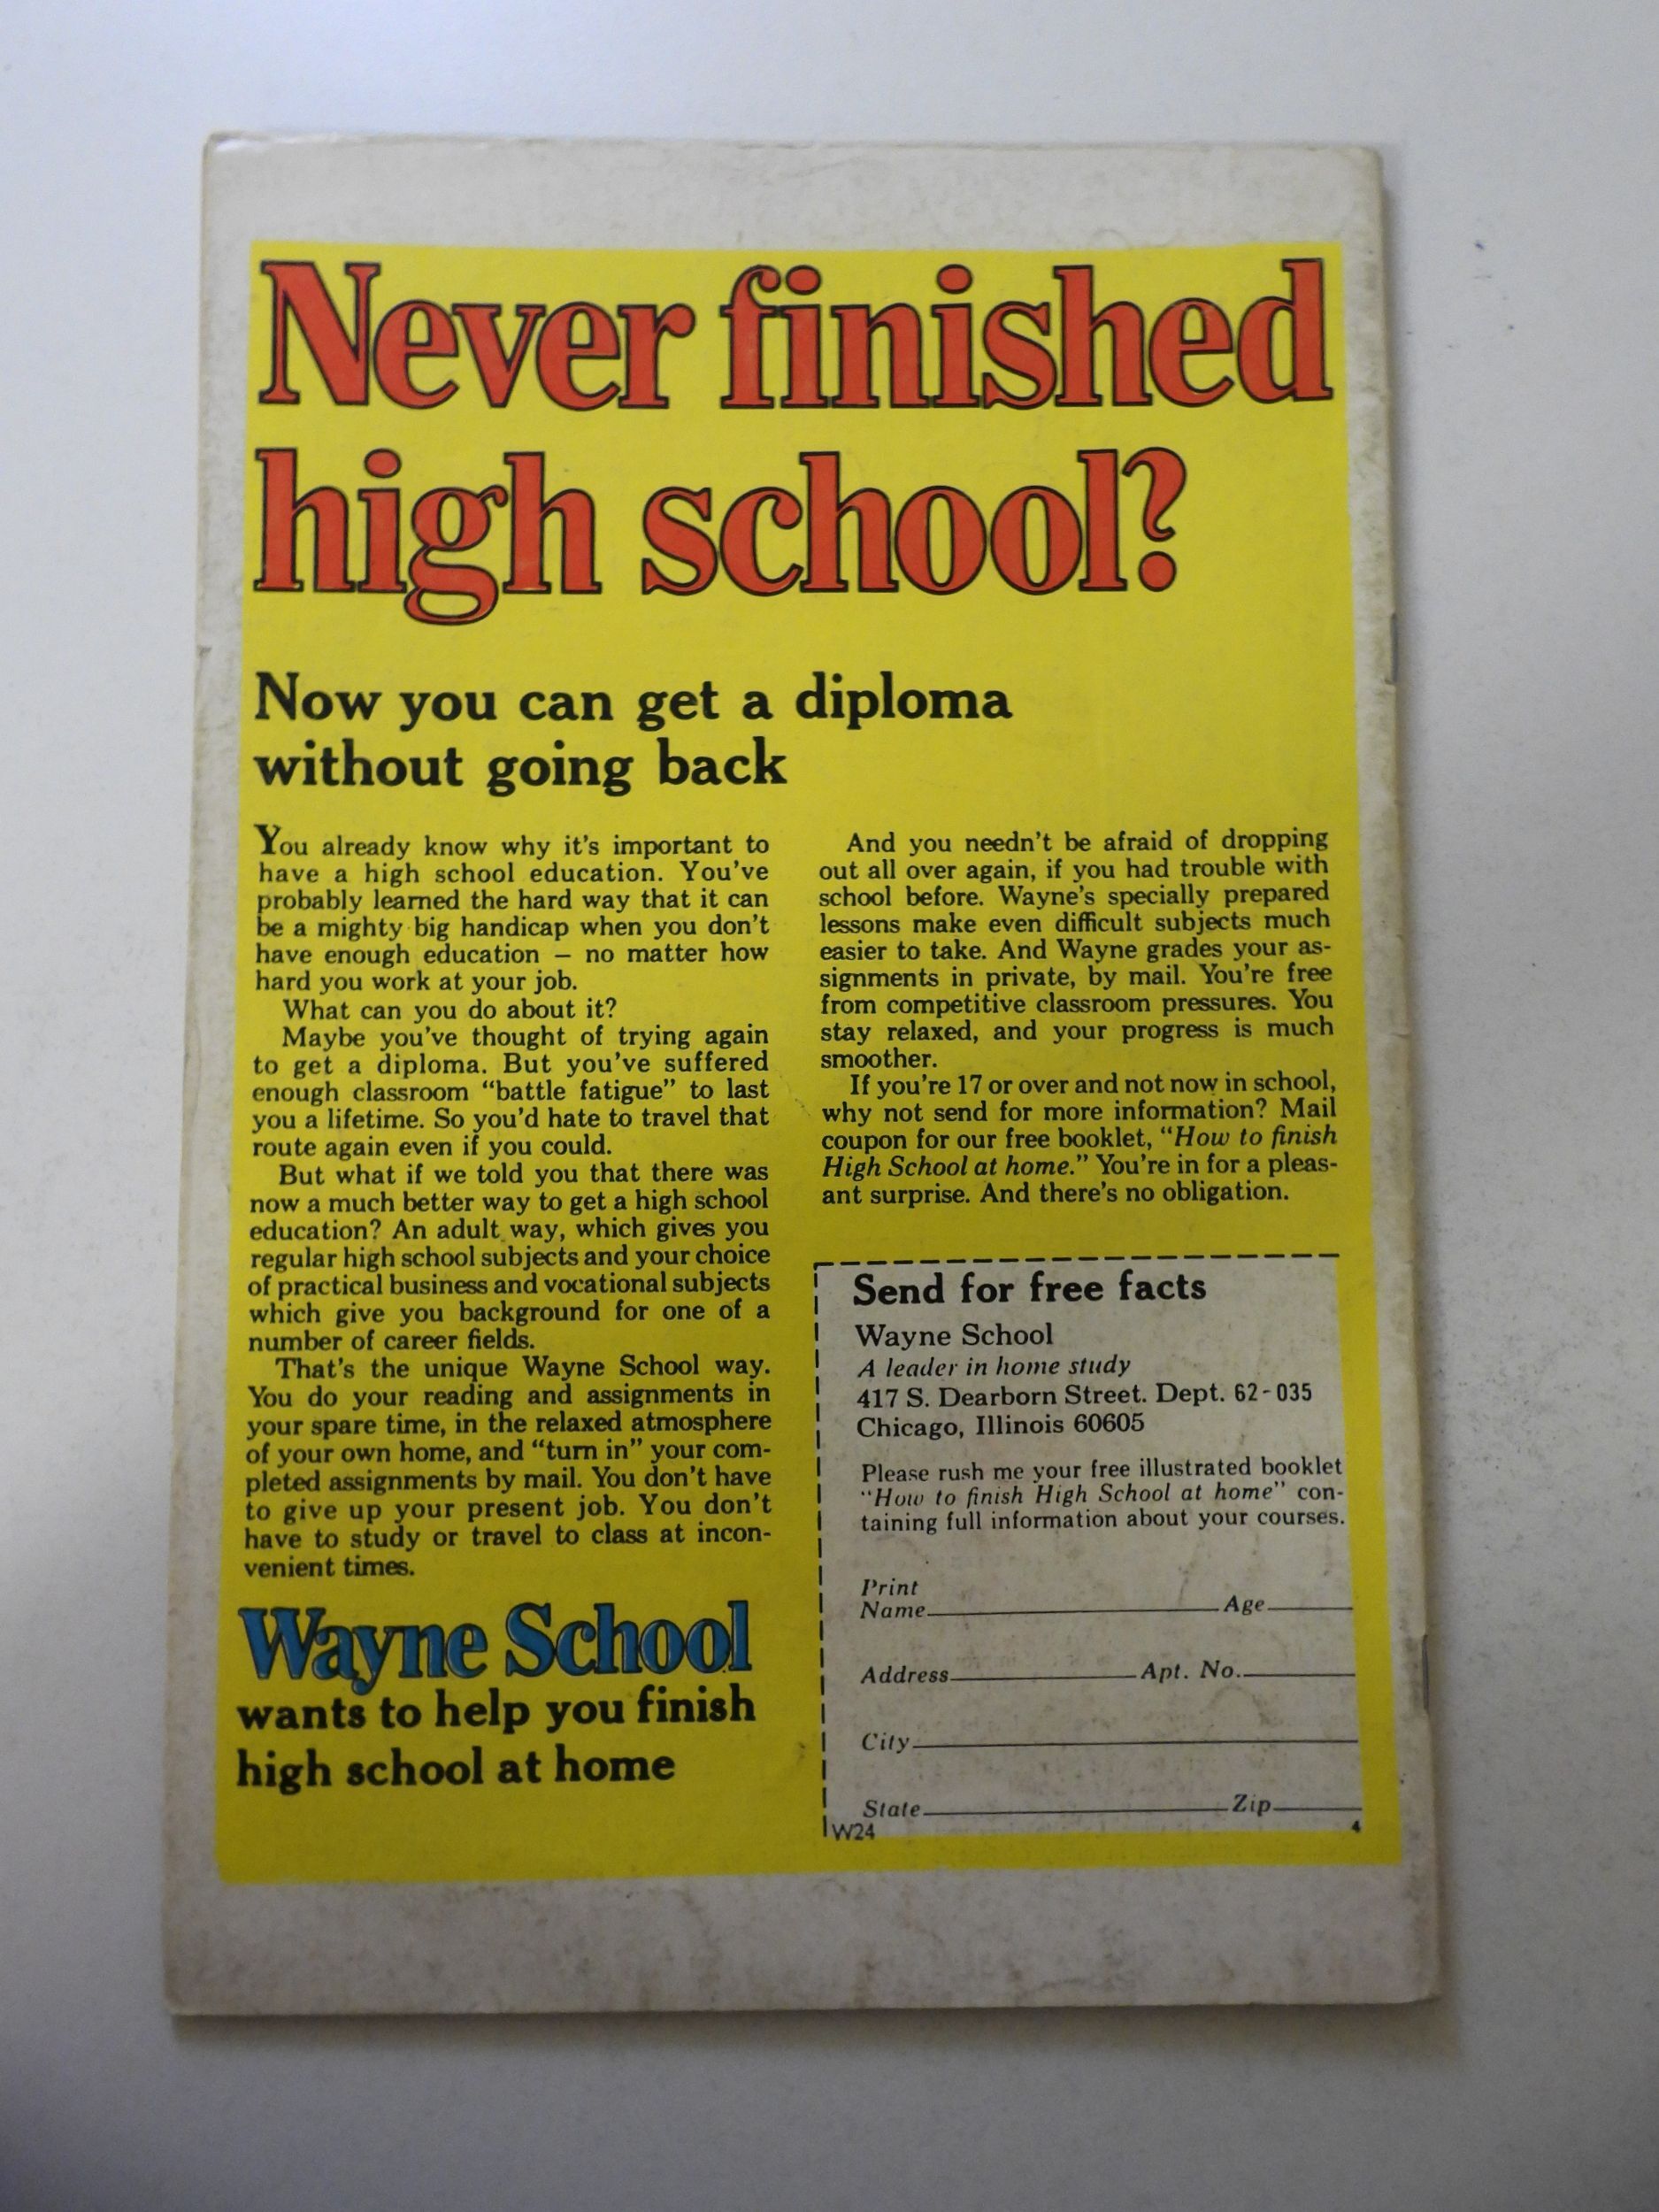 Never finished
high school?
Now you can get a diploma
without going back
You already know why it's important to
have a high school education. You've
probably learned the hard way that it can
be a mighty big handicap when you don't
have enough education – no matter how
hard you work at your job.
What can you do about it?
Maybe you've thought of trying again
to get a diploma. But you've suffered
enough classroom "battle fatigue" to last
you a lifetime. So you'd hate to travel that
route again even if you could.
But what if we told you that there was
now a much better way to get a high school
education? An adult way, which gives you
regular high school subjects and your choice
of practical business and vocational subjects
which give you background for one of a
number of career fields.
That's the unique Wayne School way.
You do your reading and assignments in
your spare time, in the relaxed atmosphere
of your own home, and "turn in" your com-
pleted assignments by mail. You don't have
to give up your present job. You don't
have to study or travel to class at incon-
venient times.
Wayne School
wants to help you finish
high school at home
And you needn't be afraid of dropping
out all over again, if you had trouble with
school before. Wayne's specially prepared
lessons make even difficult subjects much
easier to take. And Wayne grades your as-
signments in private, by mail. You're free
from competitive classroom pressures. You
stay relaxed, and your progress is much
smoother.
If you're 17 or over and not now in school,
why not send for more information? Mail
coupon for our free booklet, "How to finish
High School at home." You're in for a pleas-
ant surprise. And there's no obligation.
Send for free facts
Wayne School
A leader in home study
417 S. Dearborn Street. Dept. 62-035
Chicago, Illinois 60605
Please rush me your free illustrated booklet
"How to finish High School at home" con-
taining full information about your courses.
Print
Name Age
Address Apt. No.
City
State Zip
W24 4